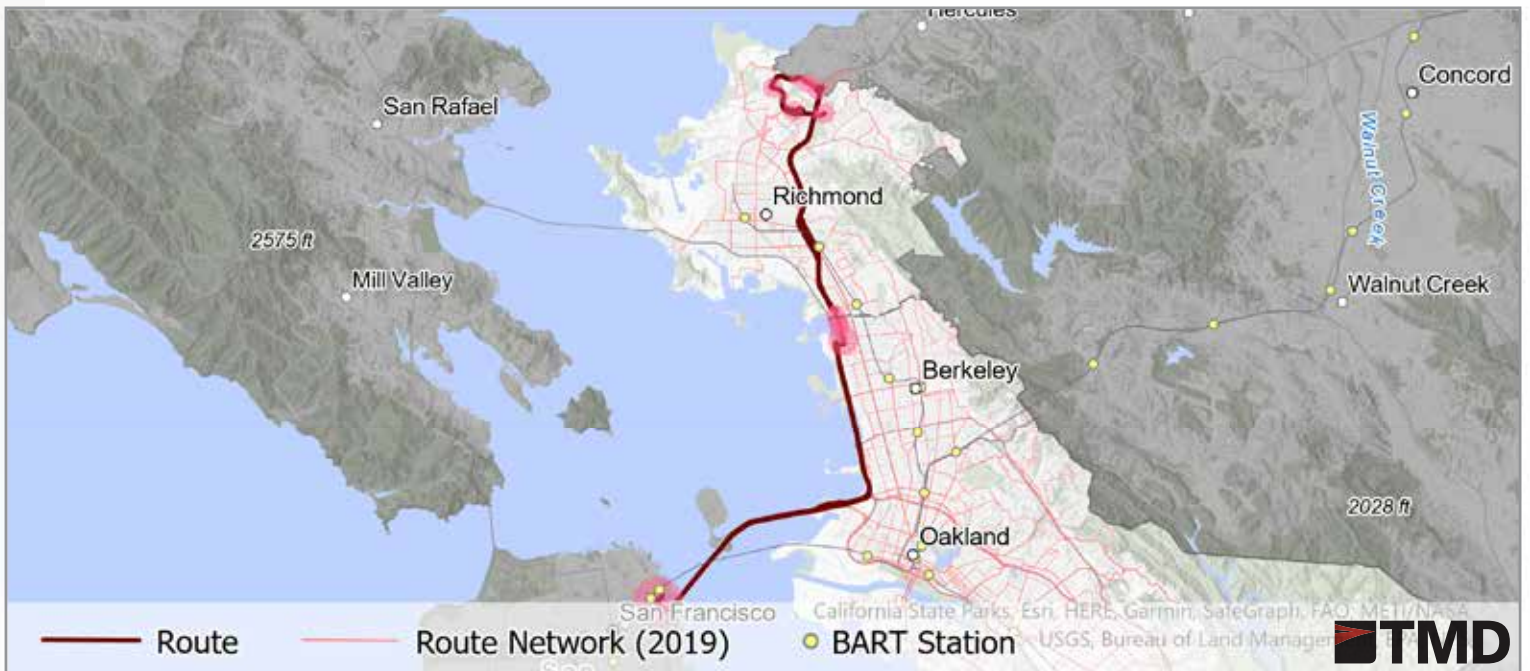 Hercules
Concord
San Rafael
Walnut Creek
Richmond
2575 ft
Mill Valley
Walnut Creek
Berkeley
2028 ft
Oakland
San Francisco
California State Parks, Esri, HERE, Garmin, SafeGraph, FAO, METI/NASA,
USGS, Bureau of Land Management, EPA
Route
Route Network (2019)
BART Station
TMD
San